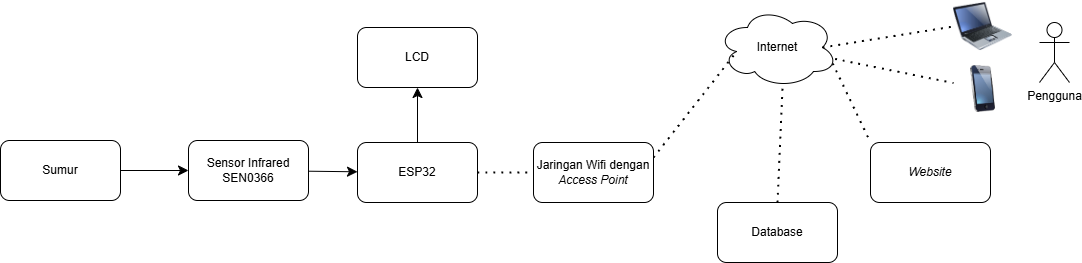 LCD
Internet
Pengguna
Sumur
Sensor Infrared
SEN0366
ESP32
Jaringan Wifi dengan
Access Point
Website
Database